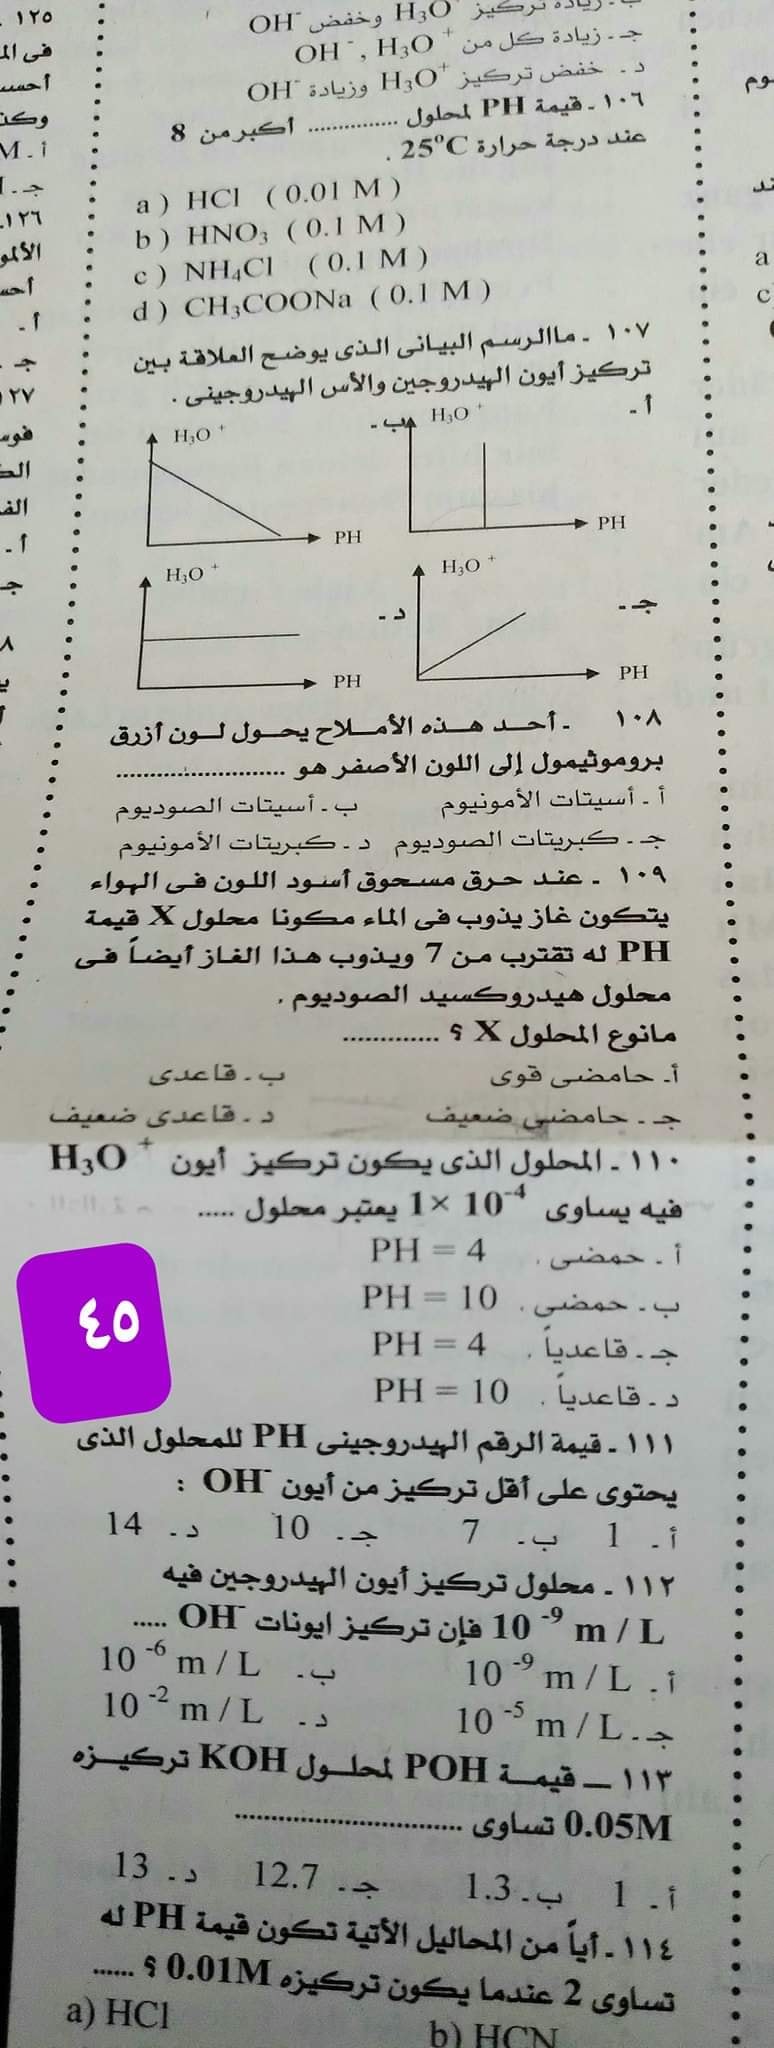 ب. زيادة تركيز H₃O⁺ وخفض OH⁻
جـ. زيادة كل من OH⁻ , H₃O⁺
د. خفض تركيز H₃O⁺ وزيادة OH⁻
١٠٦ ـ قيمة PH لمحلول .............. أكبر من 8
عند درجة حرارة 25°C .
a ) HCl ( 0.01 M )
b ) HNO₃ ( 0.1 M )
c ) NH₄Cl ( 0.1 M )
d ) CH₃COONa ( 0.1 M )
١٠٧ ـ ماالرسم البيانى الذى يوضح العلاقة بين
تركيز أيون الهيدروجين والأس الهيدروجينى .
أ ـ
H₃O⁺
PH
ب ـ
H₃O⁺
PH
جـ ـ
H₃O⁺
PH
د ـ
H₃O⁺
PH
١٠٨ ـ أحد هذه الأملاح يحول لون أزرق
بروموثيمول إلى اللون الأصفر هو ........................
أ ـ أسيتات الأمونيوم ب ـ أسيتات الصوديوم
جـ ـ كبريتات الصوديوم د ـ كبريتات الأمونيوم
١٠٩ ـ عند حرق مسحوق أسود اللون فى الهواء
يتكون غاز يذوب فى الماء مكونا محلول X قيمة
PH له تقترب من 7 ويذوب هذا الغاز أيضاً فى
محلول هيدروكسيد الصوديوم .
مانوع المحلول X ؟ ..............
أ. حامضى قوى ب ـ قاعدى
جـ ـ حامضى ضعيف د ـ قاعدى ضعيف
١١٠ ـ المحلول الذى يكون تركيز أيون H₃O⁺
فيه يساوى 1× 10⁻⁴ يعتبر محلول .....
أ ـ حمضى . PH = 4
ب ـ حمضى . PH = 10
جـ ـ قاعدياً . PH = 4
د ـ قاعدياً . PH = 10
٤٥
١١١ ـ قيمة الرقم الهيدروجينى PH للمحلول الذى
يحتوى على أقل تركيز من أيون OH⁻ :
أ ـ 1 ب ـ 7 جـ ـ 10 د ـ 14
١١٢ ـ محلول تركيز أيون الهيدروجين فيه
10⁻⁹ m / L فإن تركيز ايونات OH⁻ .....
أ . 10⁻⁹ m / L ب . 10⁻⁶ m / L
جـ ـ 10⁻⁵ m / L د . 10⁻² m / L
١١٣ ـ قيمة POH لمحلول KOH تركيزه
0.05M تساوى ................................
أ ـ 1 ب ـ 1.3 جـ ـ 12.7 د ـ 13
١١٤ ـ أياً من المحاليل الأتية تكون قيمة PH له
تساوى 2 عندما يكون تركيزه 0.01M ؟ ......
a) HCl b) HCN
١٢٥
أ ـ
جـ ـ
١٢٦
أ ـ
جـ ـ
١٢٧
أ ـ
جـ ـ